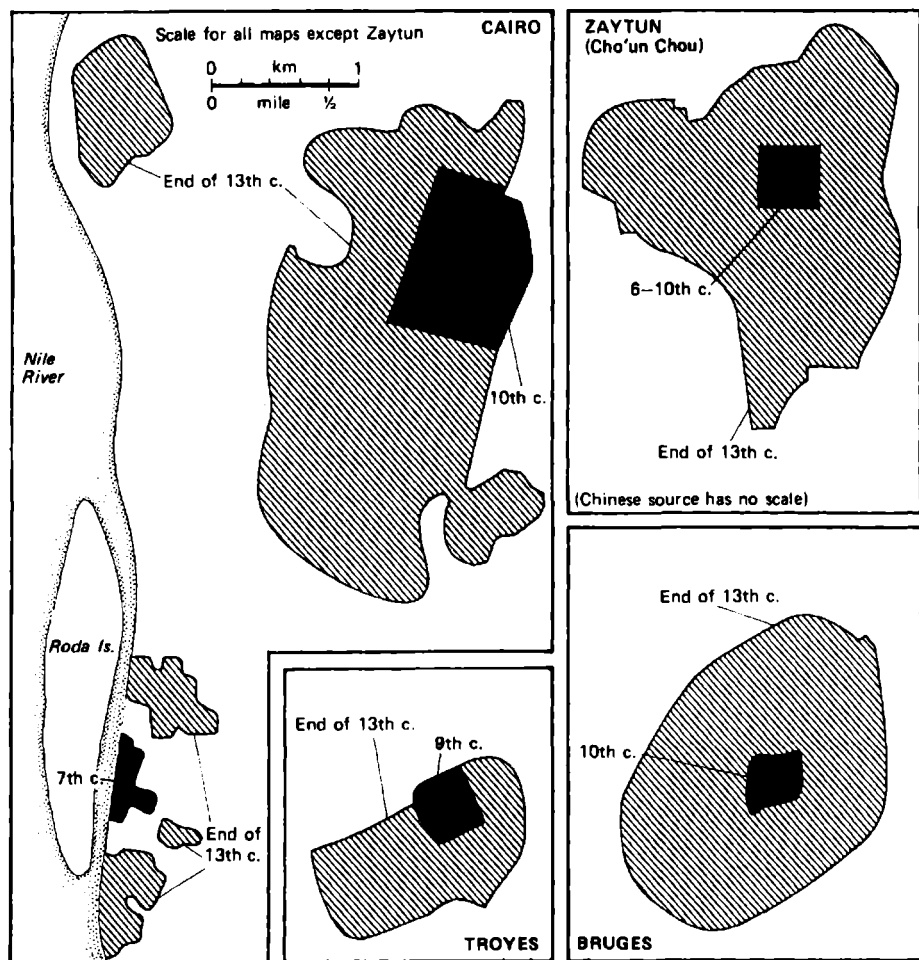 Scale for all maps except Zaytun
CAIRO
0 km 1
0 mile ½
End of 13th c.
10th c.
Nile
River
Roda Is.
7th c.
End of
13th c.
ZAYTUN
(Cho'un Chou)
6–10th c.
End of 13th c.
(Chinese source has no scale)
End of 13th c.
9th c.
TROYES
End of 13th c.
10th c.
BRUGES